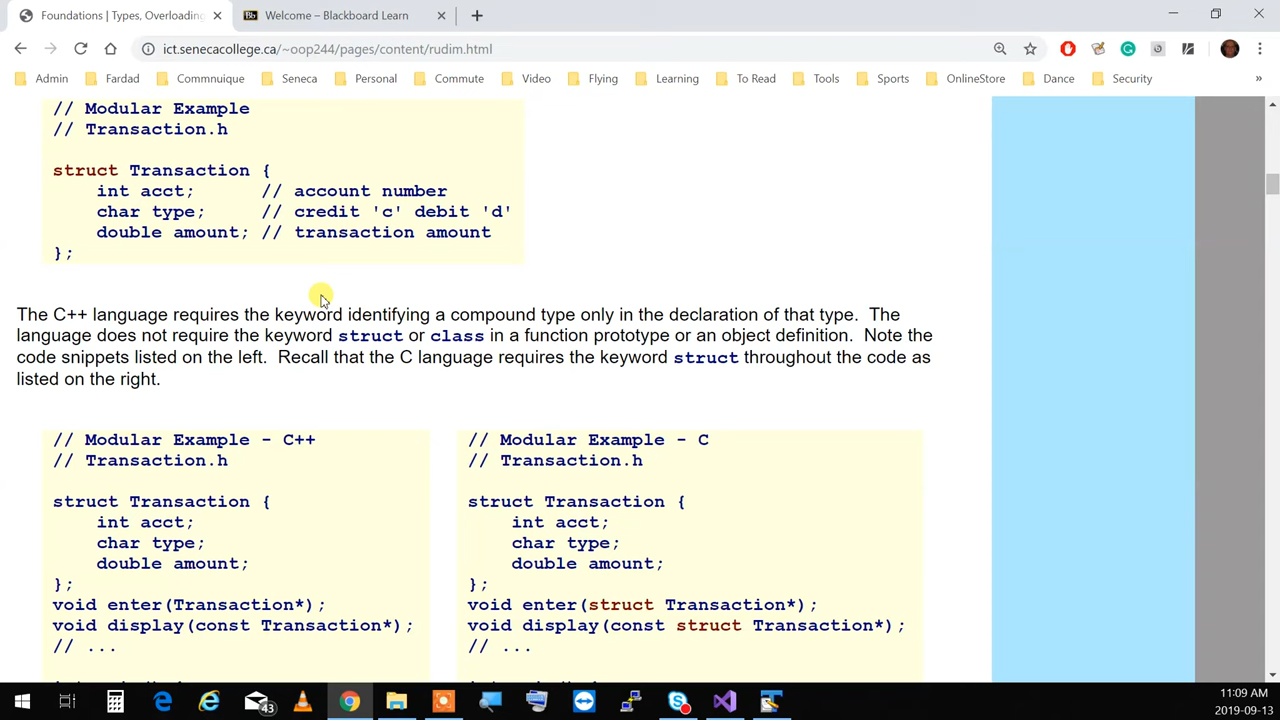 Foundations | Types, Overloading
Welcome – Blackboard Learn
ict.senecacollege.ca/~oop244/pages/content/rudim.html
Admin Fardad Commnuique Seneca Personal Commute Video Flying Learning To Read Tools Sports OnlineStore Dance Security »
// Modular Example
// Transaction.h
struct Transaction {
int acct; // account number
char type; // credit 'c' debit 'd'
double amount; // transaction amount
};
The C++ language requires the keyword identifying a compound type only in the declaration of that type. The
language does not require the keyword struct or class in a function prototype or an object definition. Note the
code snippets listed on the left. Recall that the C language requires the keyword struct throughout the code as
listed on the right.
// Modular Example - C++
// Transaction.h
struct Transaction {
int acct;
char type;
double amount;
};
void enter(Transaction*);
void display(const Transaction*);
// ...
// Modular Example - C
// Transaction.h
struct Transaction {
int acct;
char type;
double amount;
};
void enter(struct Transaction*);
void display(const struct Transaction*);
// ...
43
11:09 AM
2019-09-13